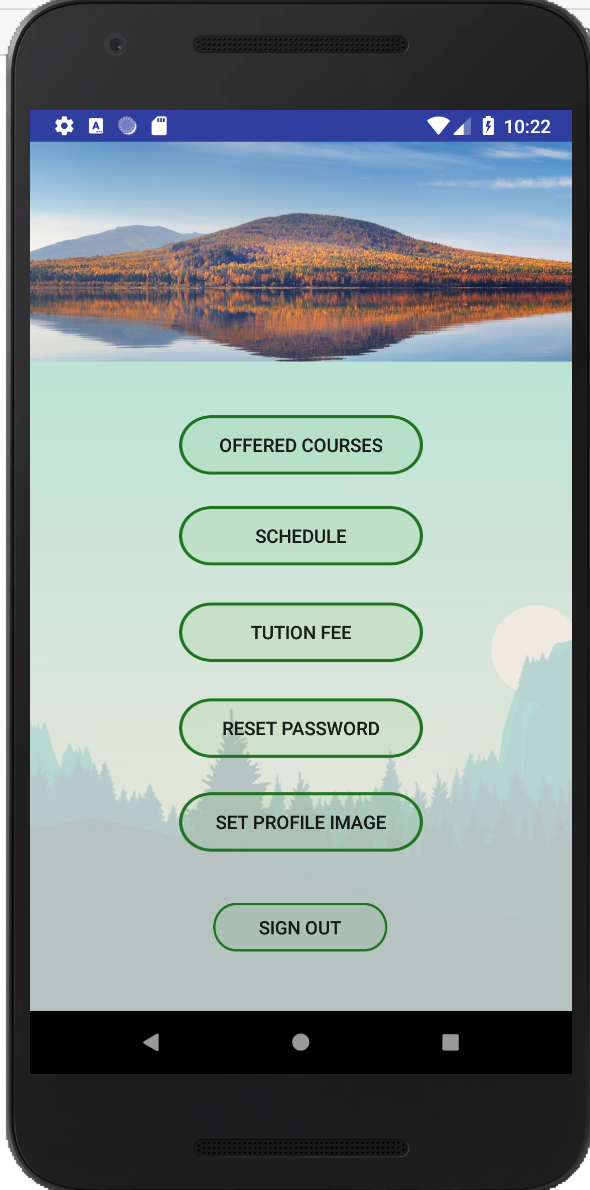 10:22
OFFERED COURSES
SCHEDULE
TUTION FEE
RESET PASSWORD
SET PROFILE IMAGE
SIGN OUT